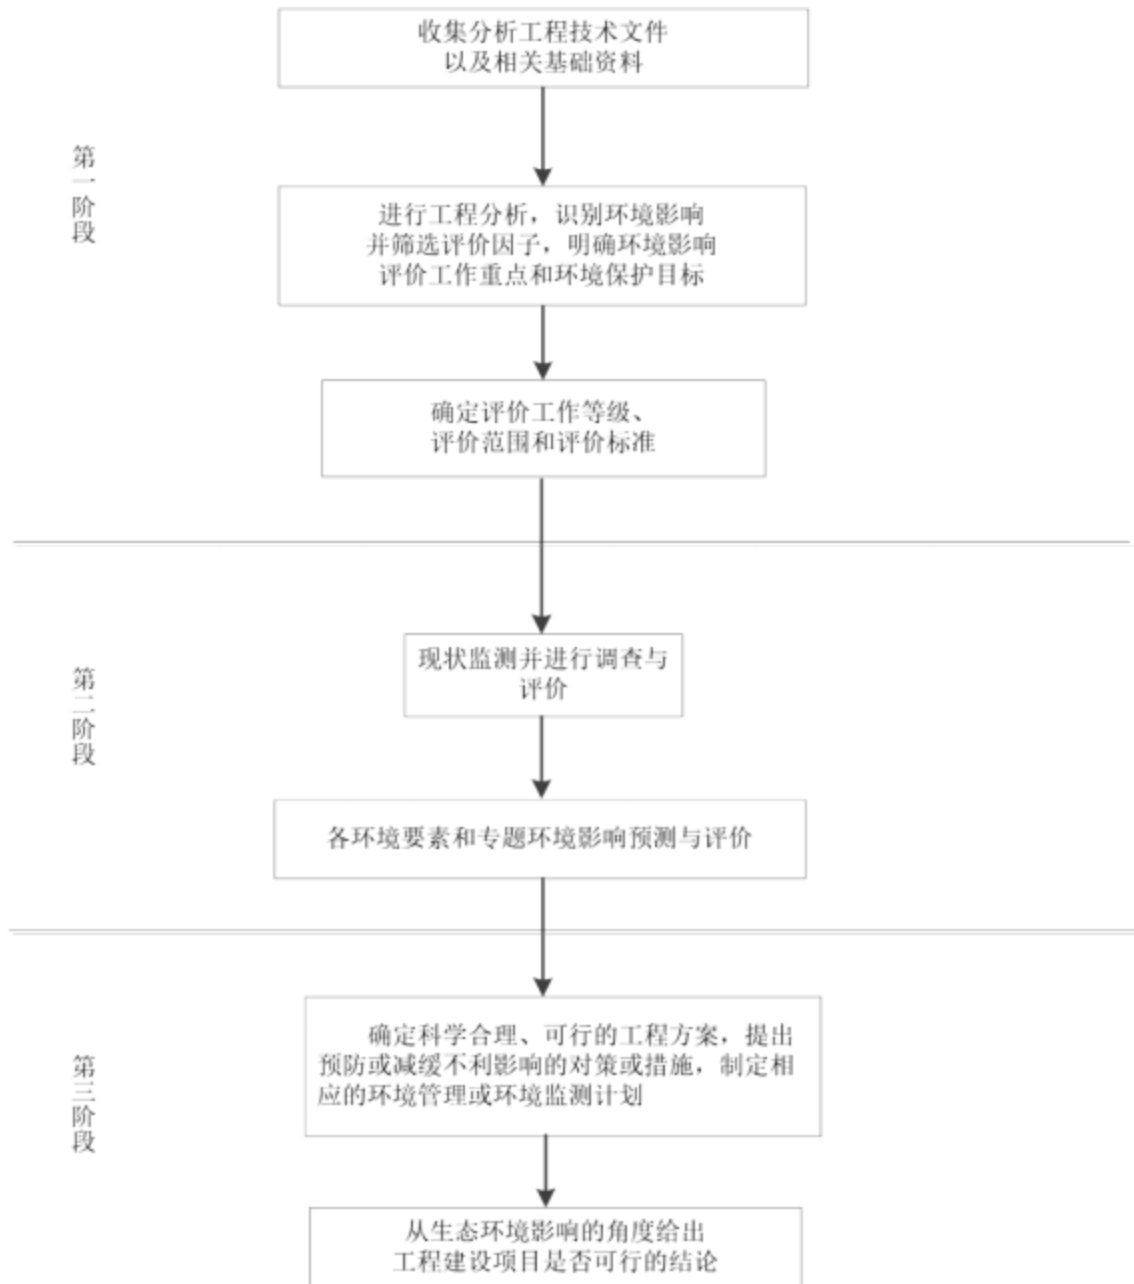 收集分析工程技术文件
以及相关基础资料
第一阶段
进行工程分析，识别环境影响
并筛选评价因子，明确环境影响
评价工作重点和环境保护目标
确定评价工作等级、
评价范围和评价标准
现状监测并进行调查与
评价
第二阶段
各环境要素和专题环境影响预测与评价
确定科学合理、可行的工程方案，提出
预防或减缓不利影响的对策或措施，制定相
应的环境管理或环境监测计划
第三阶段
从生态环境影响的角度给出
工程建设项目是否可行的结论